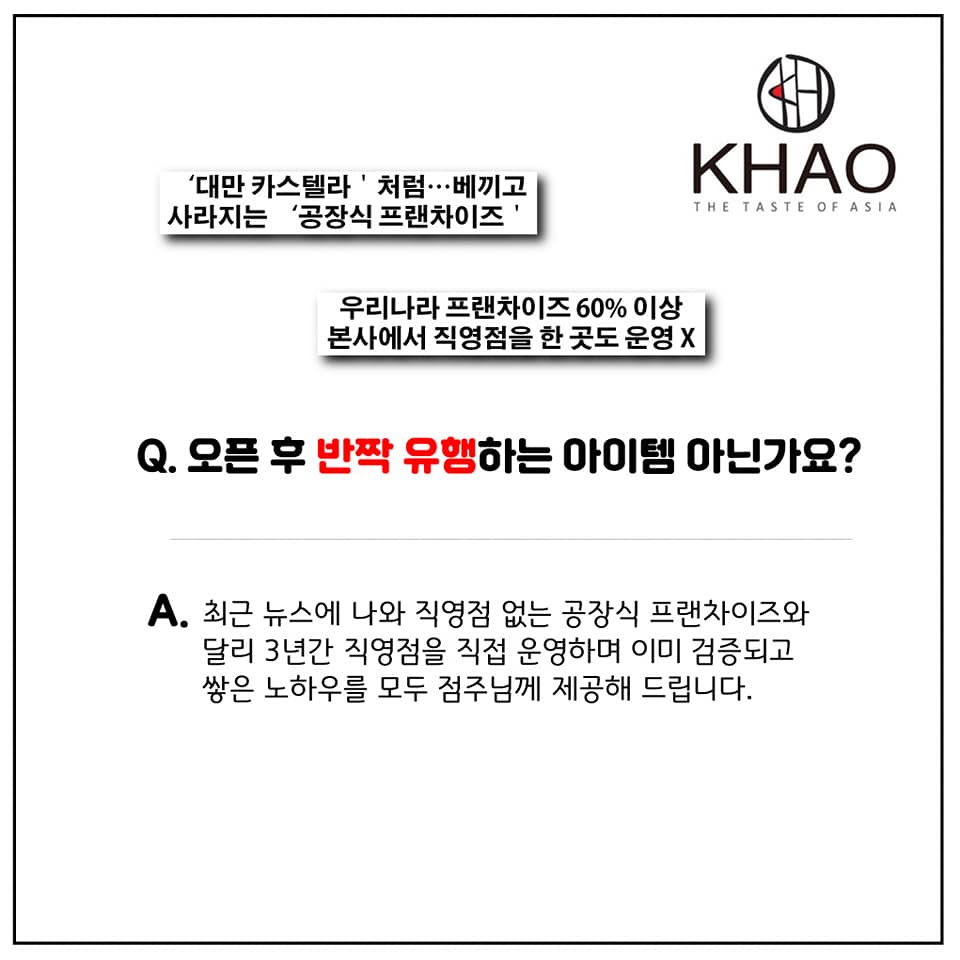 KHAO
THE TASTE OF ASIA
‘대만 카스텔라＇처럼…베끼고
사라지는 ‘공장식 프랜차이즈＇
우리나라 프랜차이즈 60% 이상
본사에서 직영점을 한 곳도 운영 X
Q. 오픈 후 반짝 유행하는 아이템 아닌가요?
A. 최근 뉴스에 나와 직영점 없는 공장식 프랜차이즈와
달리 3년간 직영점을 직접 운영하며 이미 검증되고
쌓은 노하우를 모두 점주님께 제공해 드립니다.